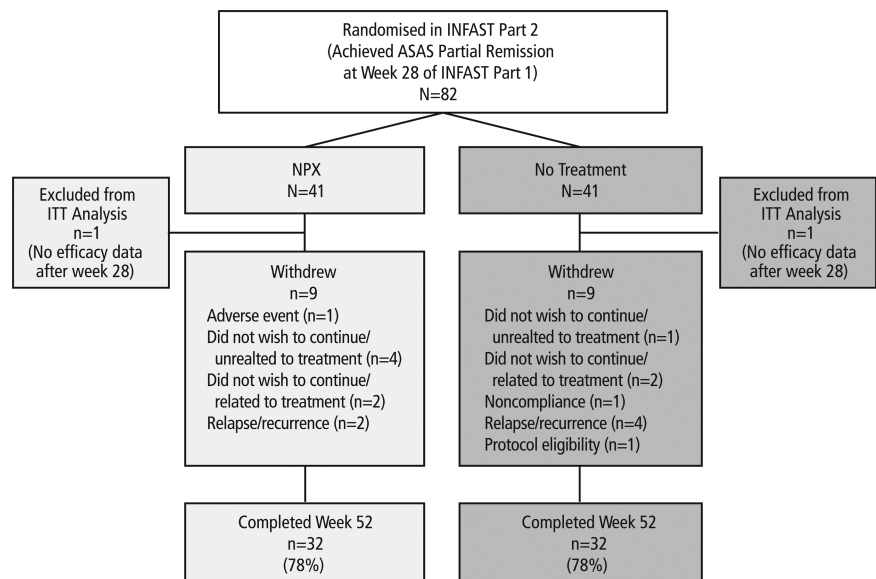 Randomised in INFAST Part 2
(Achieved ASAS Partial Remission
at Week 28 of INFAST Part 1)
N=82
NPX
N=41
No Treatment
N=41
Excluded from
ITT Analysis
n=1
(No efficacy data
after week 28)
Excluded from
ITT Analysis
n=1
(No efficacy data
after week 28)
Withdrew
n=9
Adverse event (n=1)
Did not wish to continue/
unrealted to treatment (n=4)
Did not wish to continue/
related to treatment (n=2)
Relapse/recurrence (n=2)
Withdrew
n=9
Did not wish to continue/
unrealted to treatment (n=1)
Did not wish to continue/
related to treatment (n=2)
Noncompliance (n=1)
Relapse/recurrence (n=4)
Protocol eligibility (n=1)
Completed Week 52
n=32
(78%)
Completed Week 52
n=32
(78%)